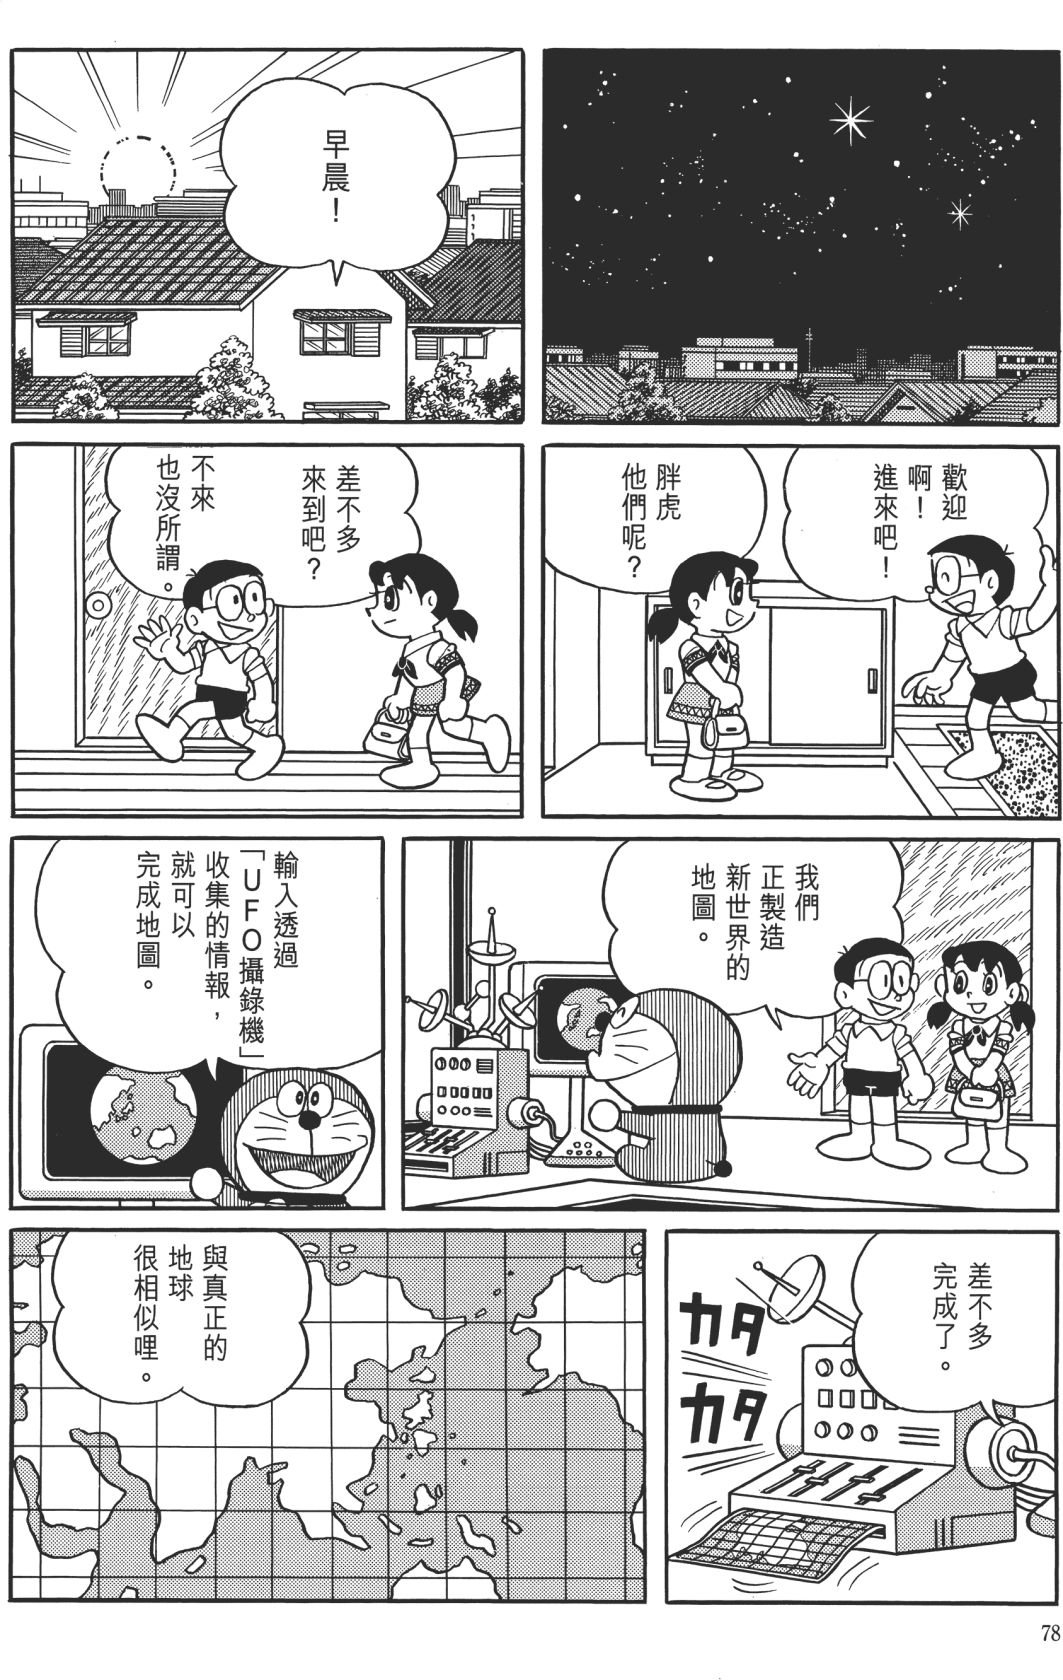 早晨！
歡迎
啊！
進來吧！
胖虎
他們呢？
差不多
來到吧？
不來
也沒所謂。
我們
正製造
新世界的
地圖。
輸入透過
「UFO攝錄機」
收集的情報，
就可以
完成地圖。
差不多
完成了。
カタ
カタ
與真正的
地球
很相似哩。
78